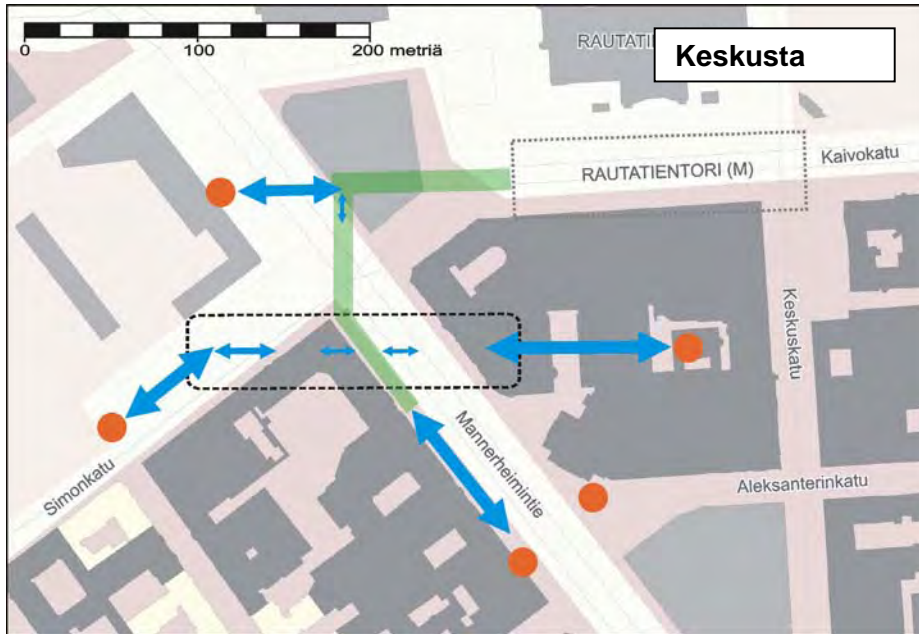 0 100 200 metriä
RAUTATI
Keskusta
RAUTATIENTORI (M)
Kaivokatu
Keskuskatu
Mannerheimintie
Simonkatu
Aleksanterinkatu